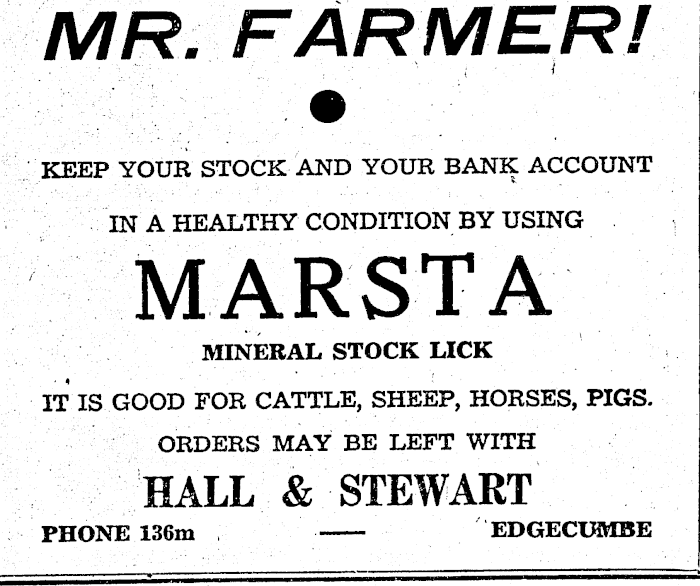 MR. FARMER!
KEEP YOUR STOCK AND YOUR BANK ACCOUNT
IN A HEALTHY CONDITION BY USING
MARSTA
MINERAL STOCK LICK
IT IS GOOD FOR CATTLE, SHEEP, HORSES, PIGS.
ORDERS MAY BE LEFT WITH
HALL & STEWART
PHONE 136m — EDGECUMBE